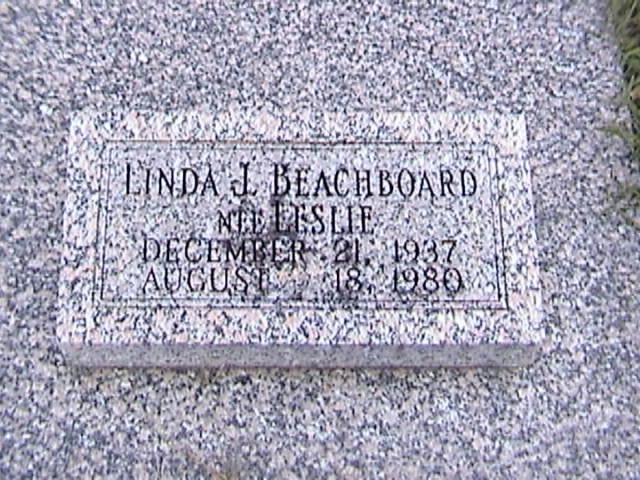 LINDA J. BEACHBOARD
NEE LESLIE
DECEMBER 21, 1937
AUGUST 18, 1980